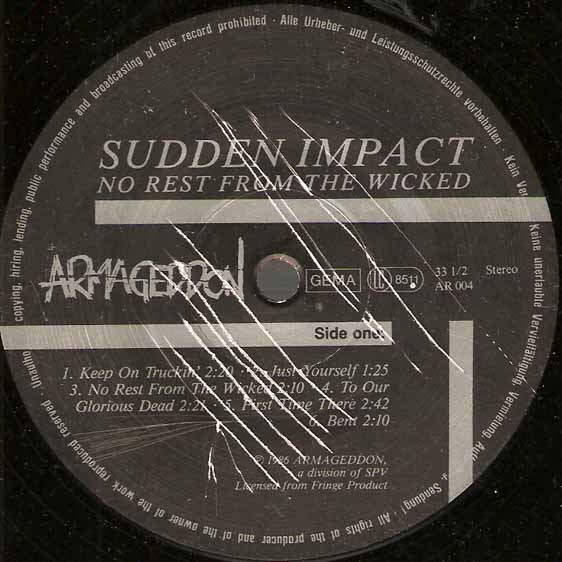 SUDDEN IMPACT
NO REST FROM THE WICKED
ARMAGEDDON
GEMA
LC 8511
33 1/2 Stereo
AR 004
Side one:
1. Keep On Truckin' 2:20 2. Just Yourself 1:25
3. No Rest From The Wicked 2:10 4. To Our
Glorious Dead 2:21 5. First Time There 2:42
6. Bent 2:10
℗ 1986 ARMAGEDDON,
a division of SPV
Licensed from Fringe Product
copying, hiring, lending, public performance and broadcasting of this record prohibited · Alle Urheber- und Leistungsschutzrechte vorbehalten · Kein
Keine unerlaubte Vervielfältigung, Vermietung,
Sendung! All rights of the producer and of the owner of the work reproduced reserved